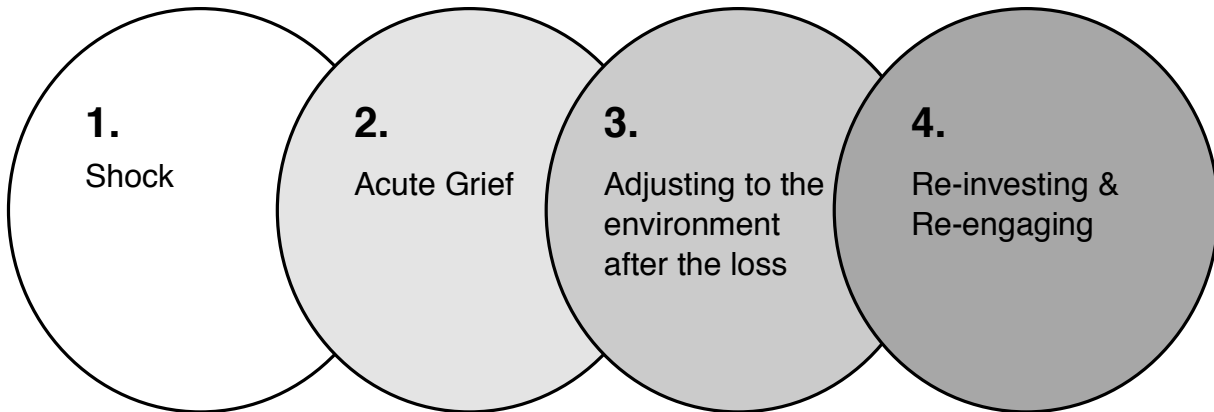 1.
Shock
2.
Acute Grief
3.
Adjusting to the
environment
after the loss
4.
Re-investing &
Re-engaging